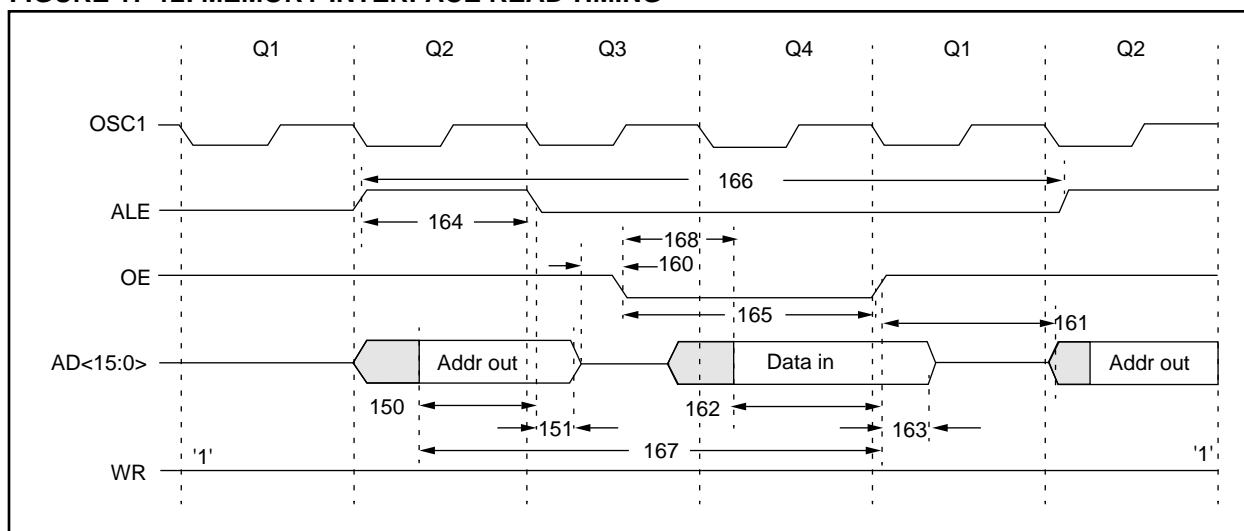 FIGURE 17-12: MEMORY INTERFACE READ TIMING
Q1 Q2 Q3 Q4 Q1 Q2
OSC1
166
ALE
164
168
160
OE
165
161
AD<15:0>
Addr out Data in Addr out
150 162
151 163
167
'1' '1'
WR